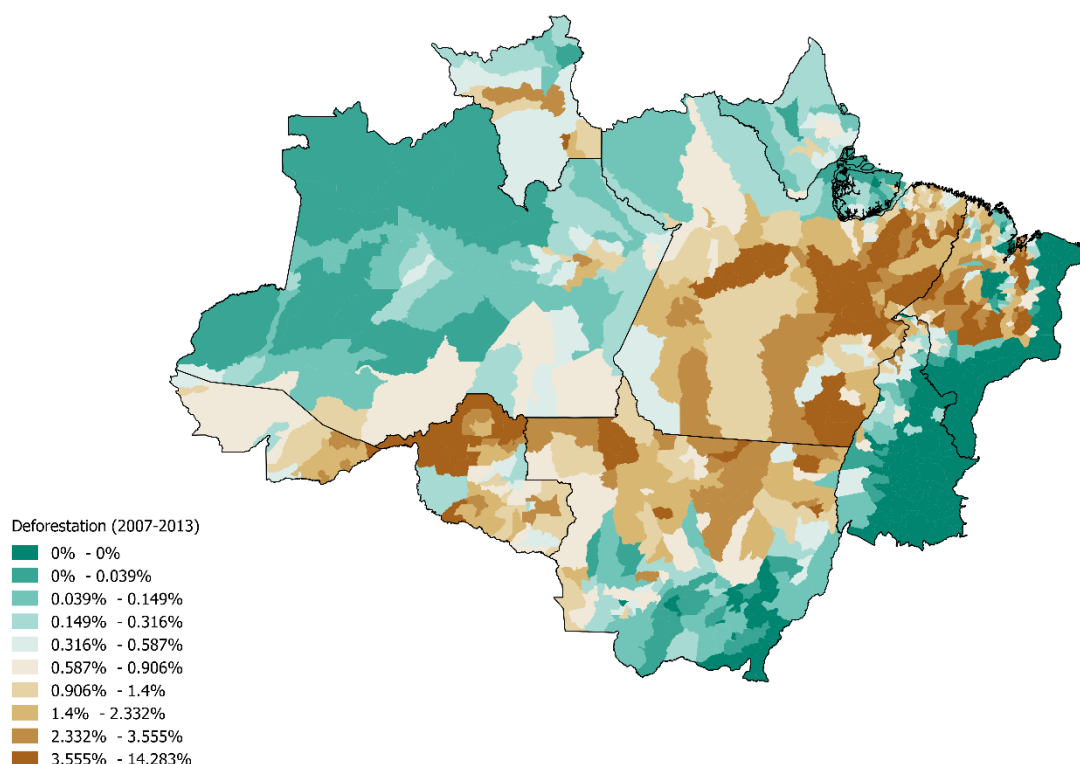 Deforestation (2007-2013)
0% - 0%
0% - 0.039%
0.039% - 0.149%
0.149% - 0.316%
0.316% - 0.587%
0.587% - 0.906%
0.906% - 1.4%
1.4% - 2.332%
2.332% - 3.555%
3.555% - 14.283%